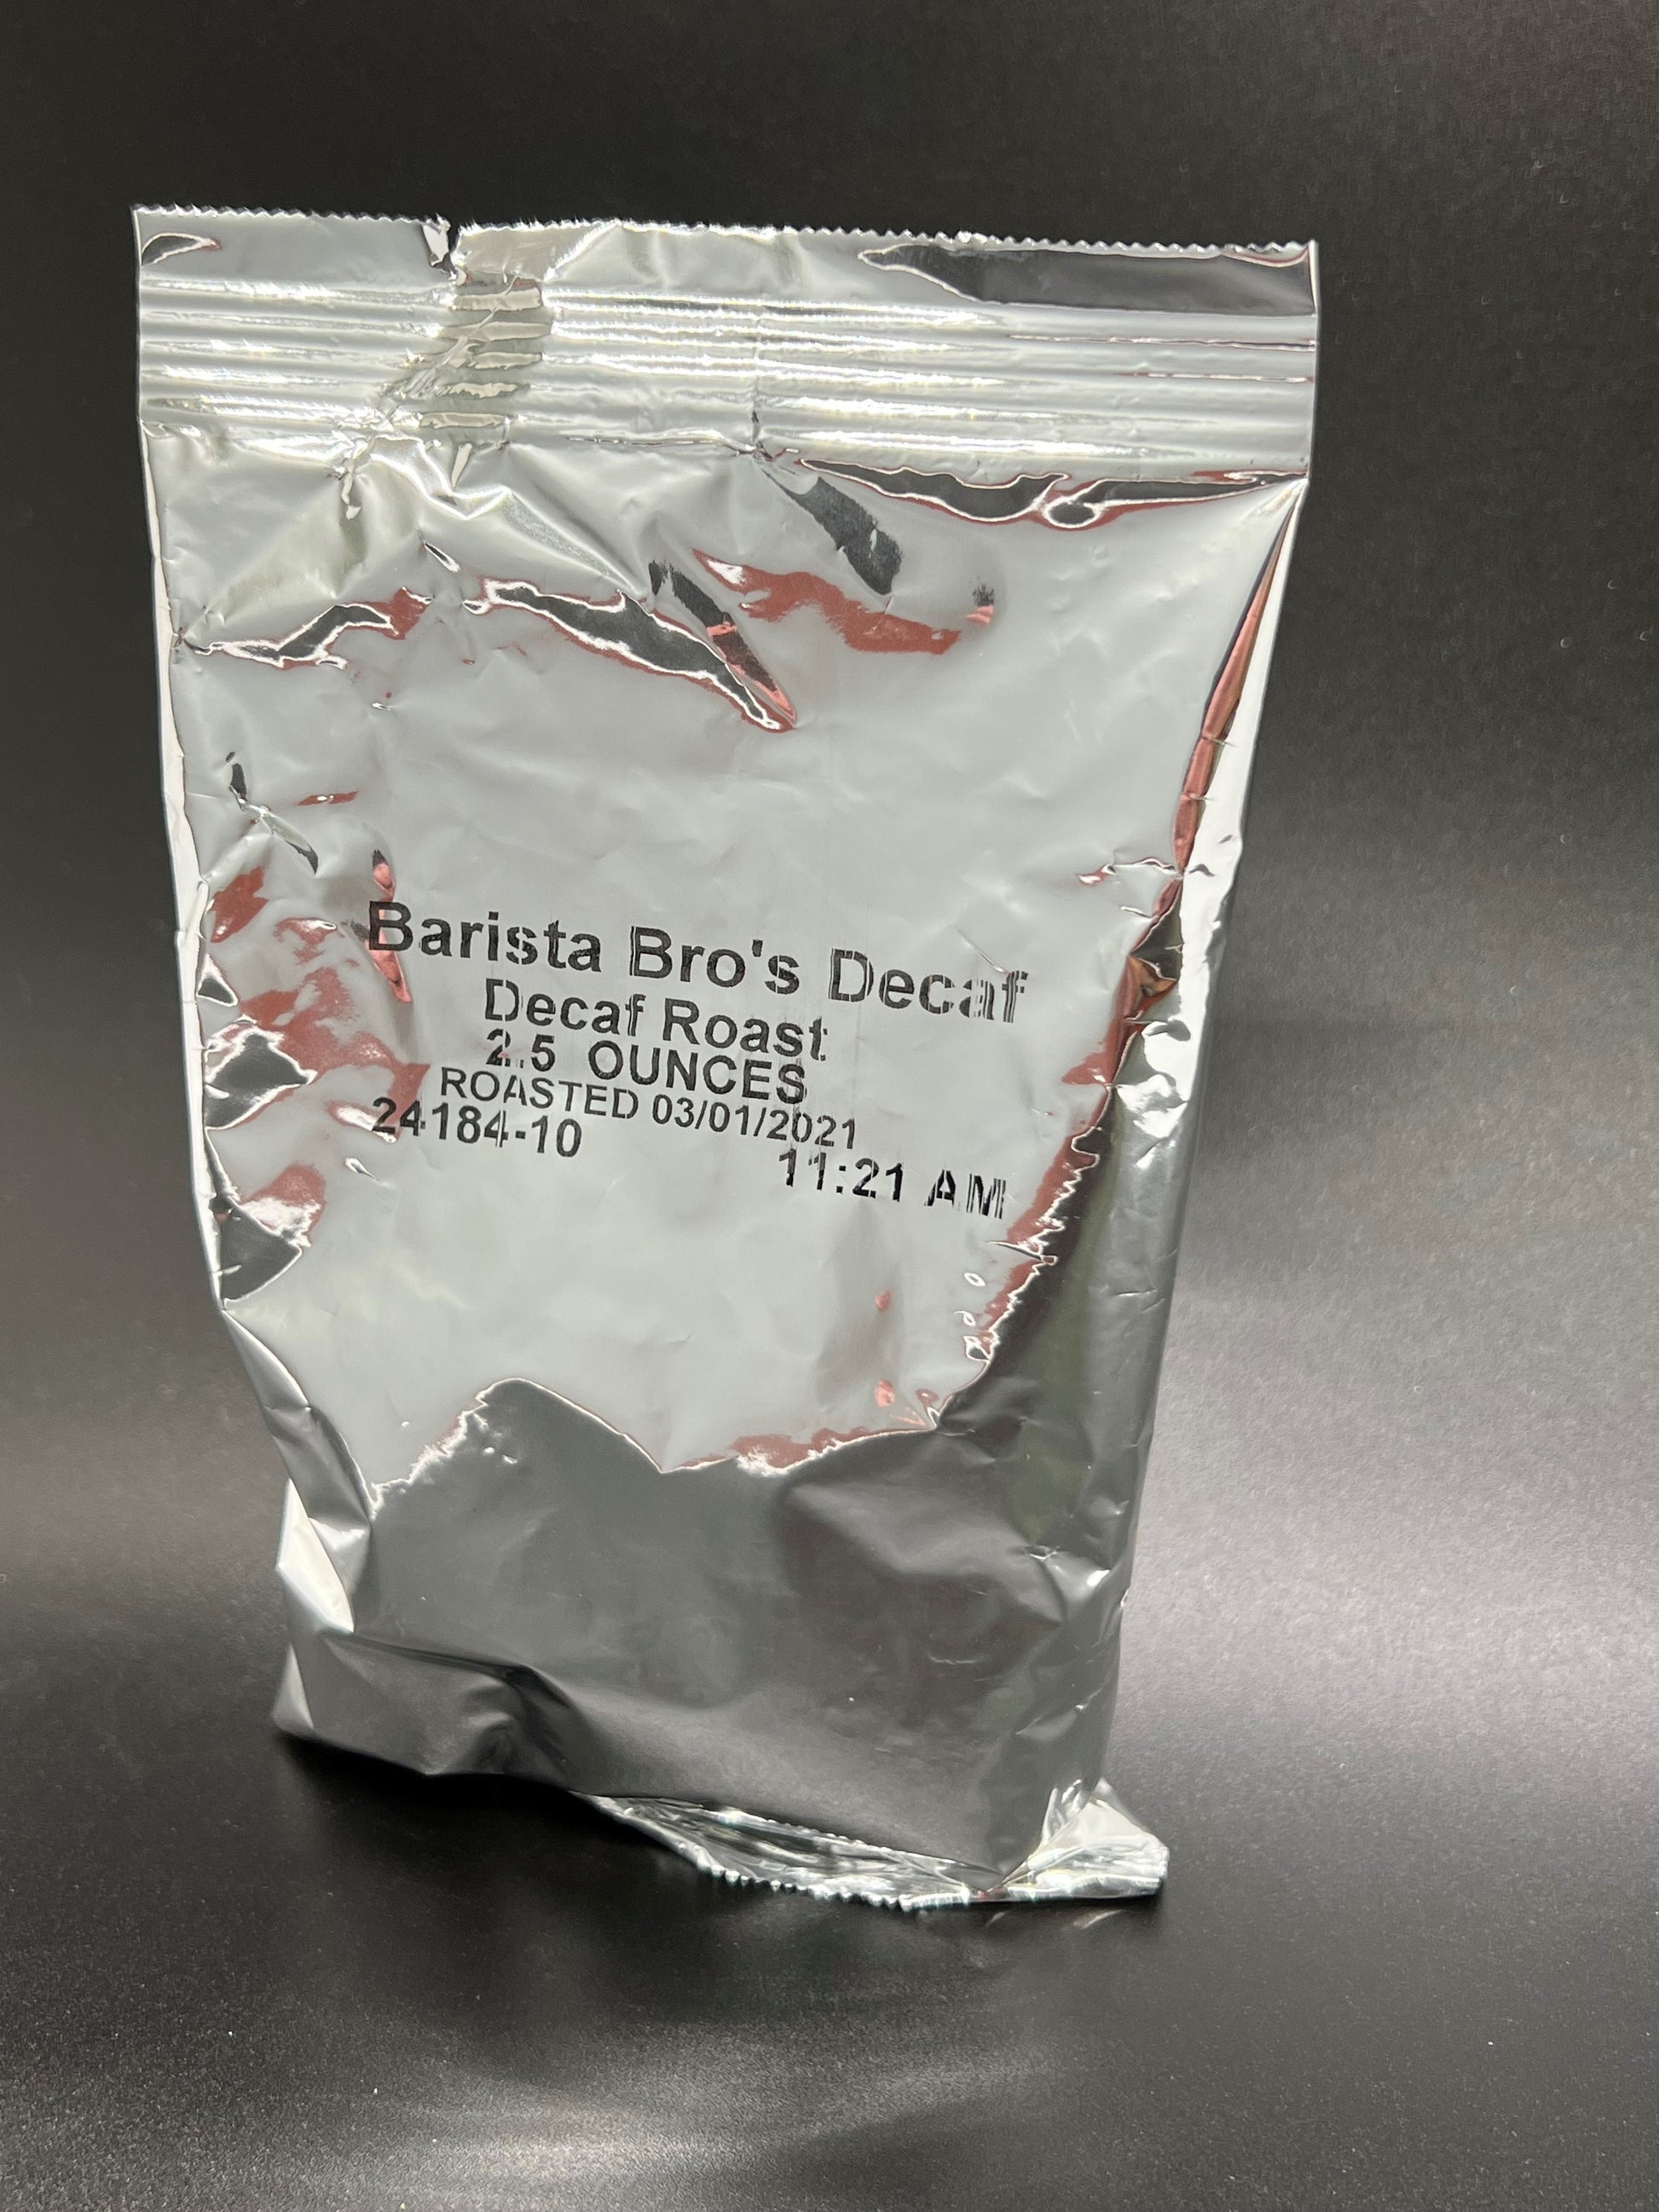 Barista Bro's Decaf
Decaf Roast
2.5 OUNCES
ROASTED 03/01/2021
24184-10
11:21 AM